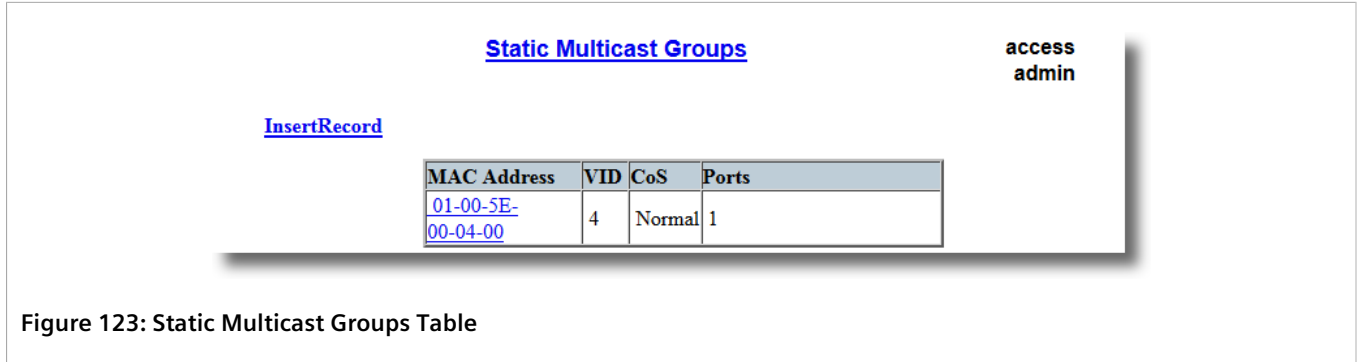 Static Multicast Groups
access
admin
InsertRecord
MAC Address VID CoS Ports
01-00-5E-
00-04-00 4 Normal 1
Figure 123: Static Multicast Groups Table